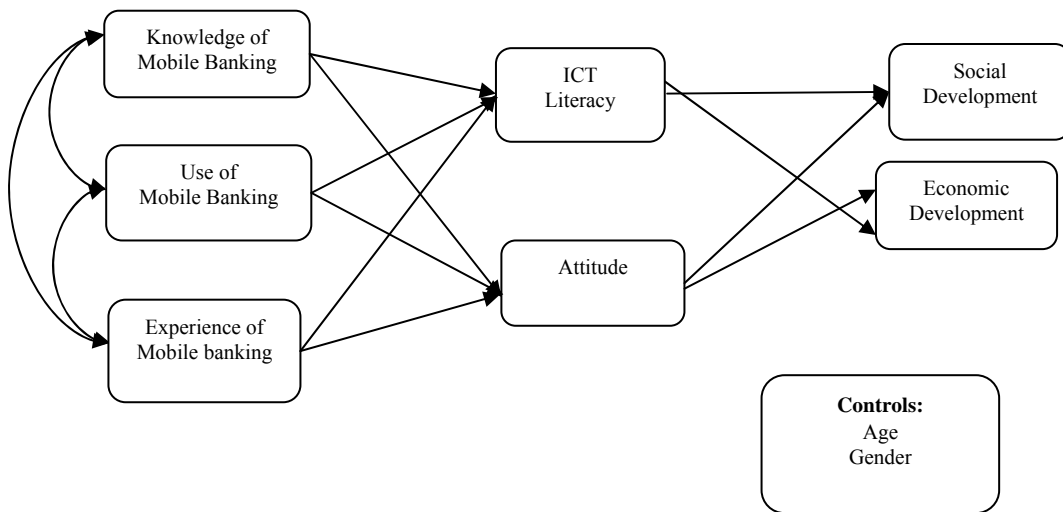 Knowledge of
Mobile Banking
Use of
Mobile Banking
Experience of
Mobile banking
ICT
Literacy
Attitude
Social
Development
Economic
Development
Controls:
Age
Gender